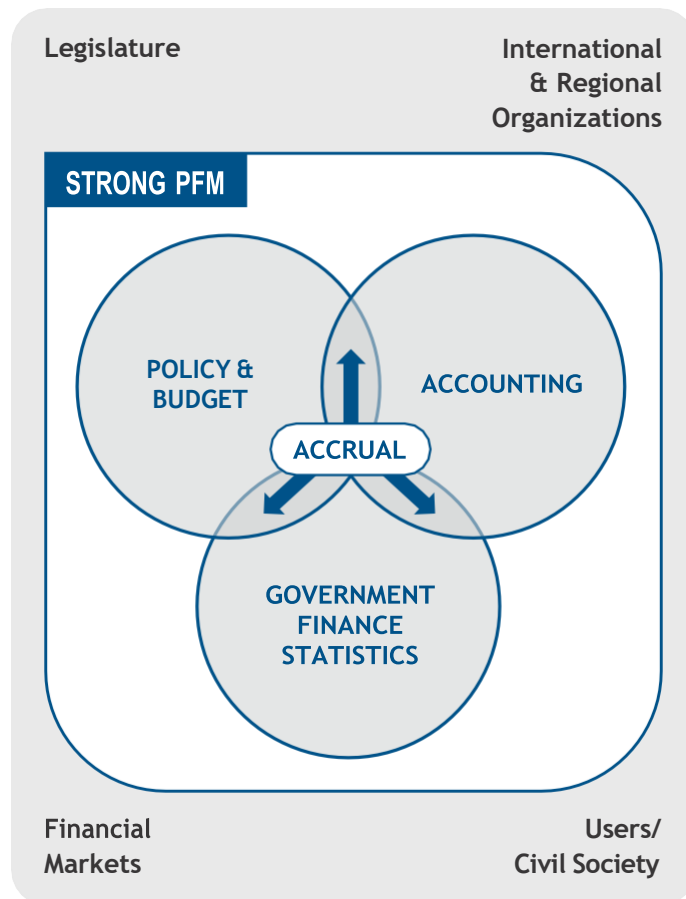 Legislature
International
& Regional
Organizations
STRONG PFM
POLICY &
BUDGET
ACCOUNTING
ACCRUAL
GOVERNMENT
FINANCE
STATISTICS
Financial
Markets
Users/
Civil Society